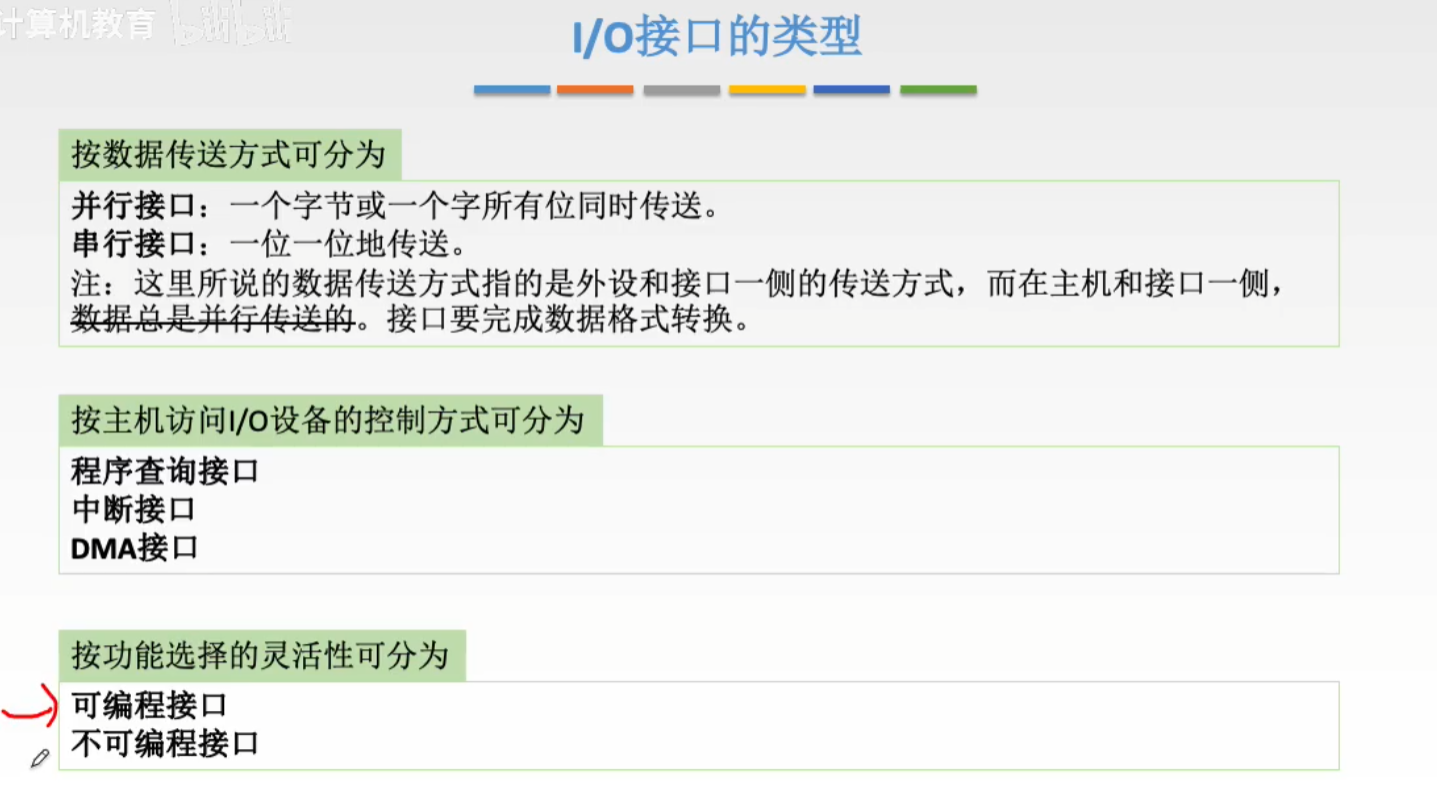 计算机教育 bilibili
I/O接口的类型
按数据传送方式可分为
并行接口：一个字节或一个字所有位同时传送。
串行接口：一位一位地传送。
注：这里所说的数据传送方式指的是外设和接口一侧的传送方式，而在主机和接口一侧，
数据总是并行传送的。接口要完成数据格式转换。
按主机访问I/O设备的控制方式可分为
程序查询接口
中断接口
DMA接口
按功能选择的灵活性可分为
可编程接口
不可编程接口